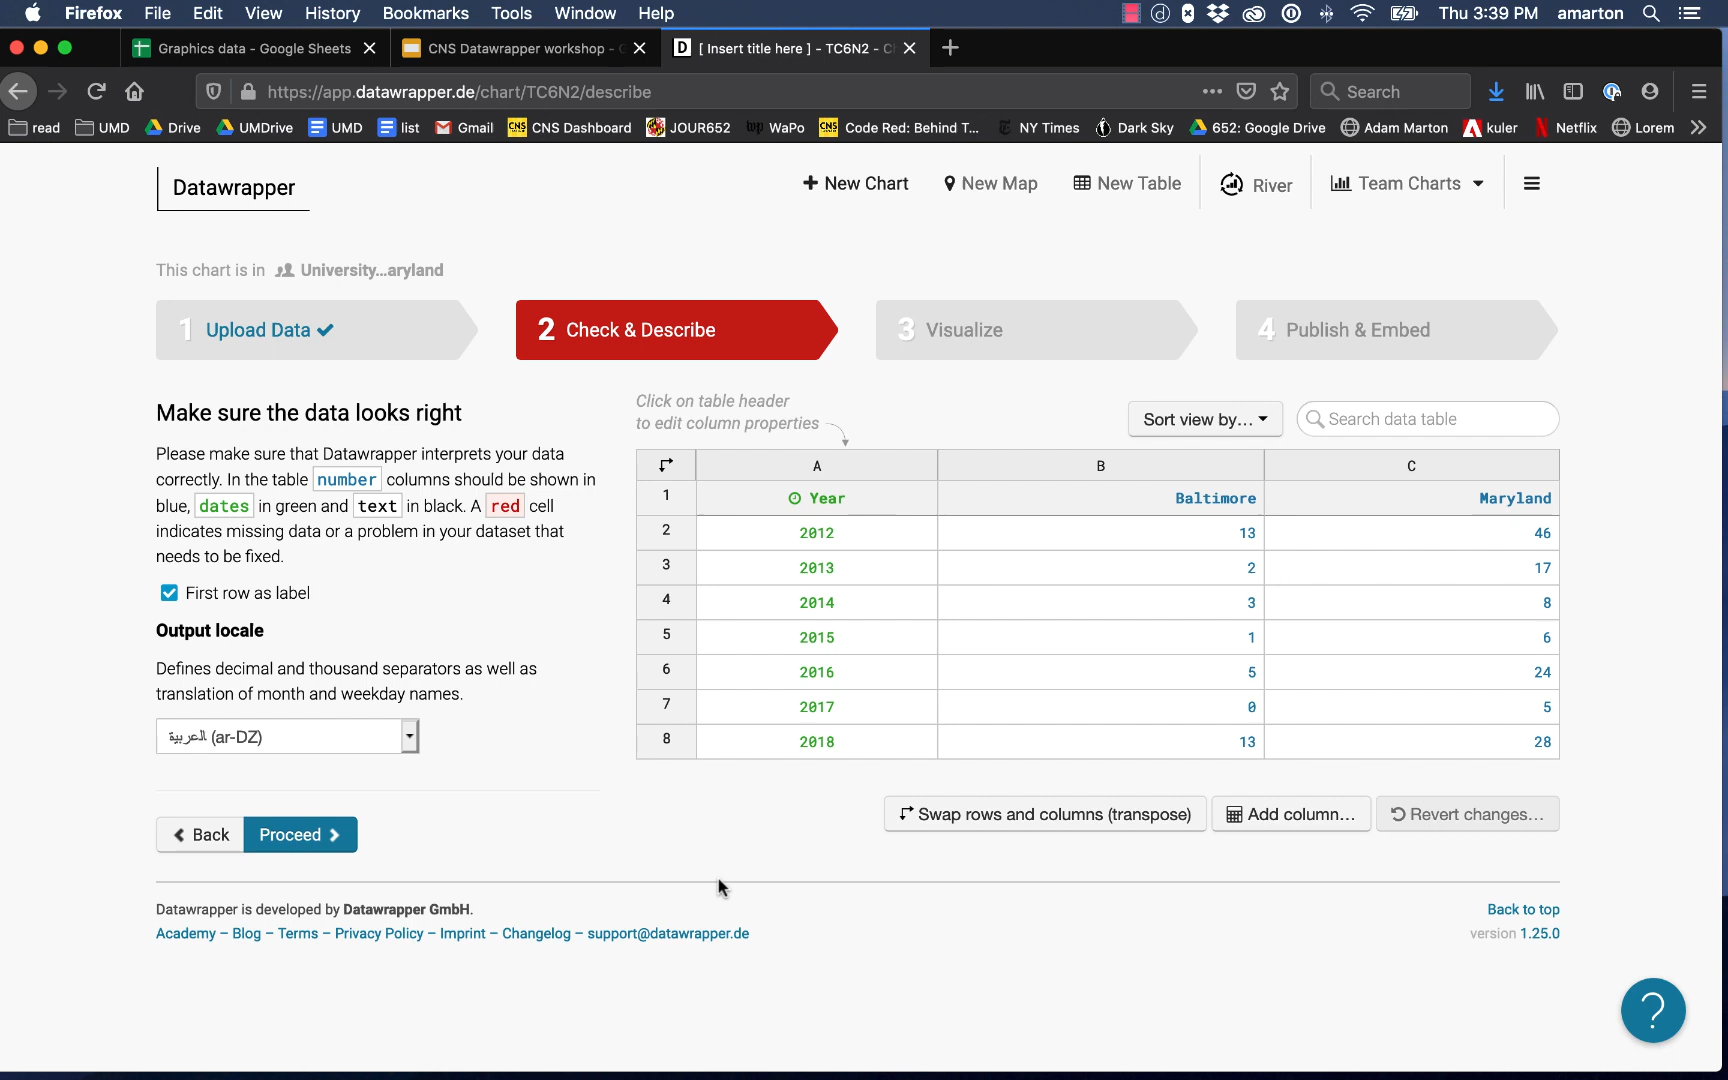 Firefox File Edit View History Bookmarks Tools Window Help Thu 3:39 PM amarton
Graphics data - Google Sheets CNS Datawrapper workshop - [ Insert title here ] - TC6N2 -
https://app.datawrapper.de/chart/TC6N2/describe Search
read UMD Drive UMDrive UMD list Gmail CNS Dashboard JOUR652 WaPo Code Red: Behind T... NY Times Dark Sky 652: Google Drive Adam Marton kuler Netflix Lorem
Datawrapper New Chart New Map New Table River Team Charts
This chart is in University...aryland
1 Upload Data 2 Check & Describe 3 Visualize 4 Publish & Embed
Make sure the data looks right
Please make sure that Datawrapper interprets your data
correctly. In the table number columns should be shown in
blue, dates in green and text in black. A red cell
indicates missing data or a problem in your dataset that
needs to be fixed.
First row as label
Output locale
Defines decimal and thousand separators as well as
translation of month and weekday names.
العربية (ar-DZ)
Back Proceed
Click on table header
to edit column properties
Sort view by... Search data table
A B C
1 Year Baltimore Maryland
2 2012 13 46
3 2013 2 17
4 2014 3 8
5 2015 1 6
6 2016 5 24
7 2017 0 5
8 2018 13 28
Swap rows and columns (transpose) Add column... Revert changes...
Datawrapper is developed by Datawrapper GmbH. Back to top
Academy – Blog – Terms – Privacy Policy – Imprint – Changelog – support@datawrapper.de version 1.25.0
?